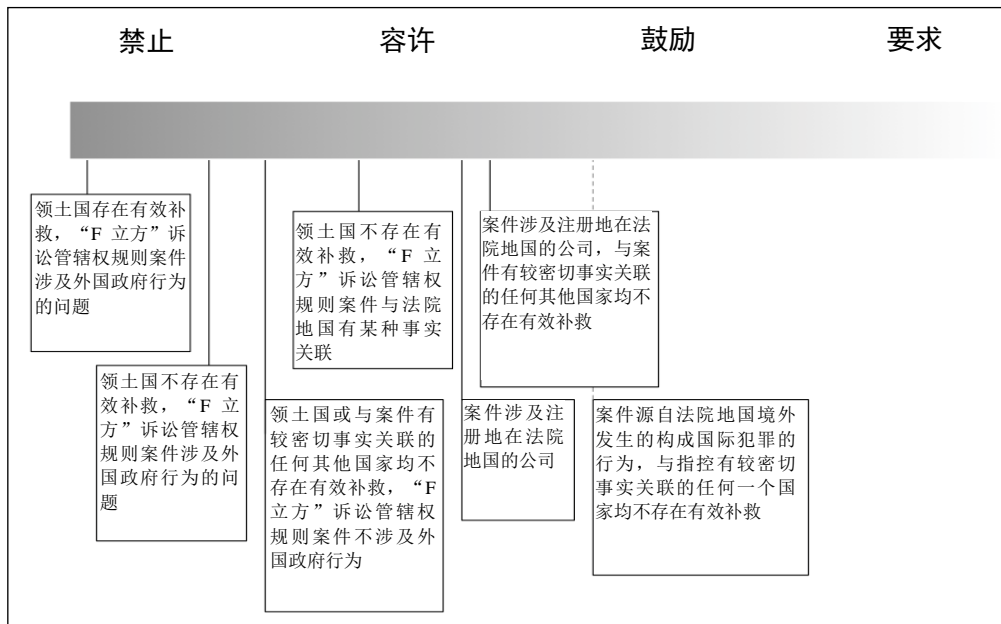 禁止 容许 鼓励 要求
领土国存在有效补
救，“F 立方”诉
讼管辖权规则案件
涉及外国政府行为
的问题
领土国不存在有
效补救，“F 立
方”诉讼管辖权
规则案件与法院
地国有某种事实
关联
案件涉及注册地在法
院地国的公司，与案
件有较密切事实关联
的任何其他国家均不
存在有效补救
领土国不存在有
效补救，“F 立
方”诉讼管辖权
规则案件涉及外
国政府行为的问
题
领土国或与案件有
较密切事实关联的
任何其他国家均不
存在有效补救，“F
立方”诉讼管辖权
规则案件不涉及外
国政府行为
案件涉及注
册地在法院
地国的公司
案件源自法院地国境外
发生的构成国际犯罪的
行为，与指控有较密切
事实关联的任何一个国
家均不存在有效补救